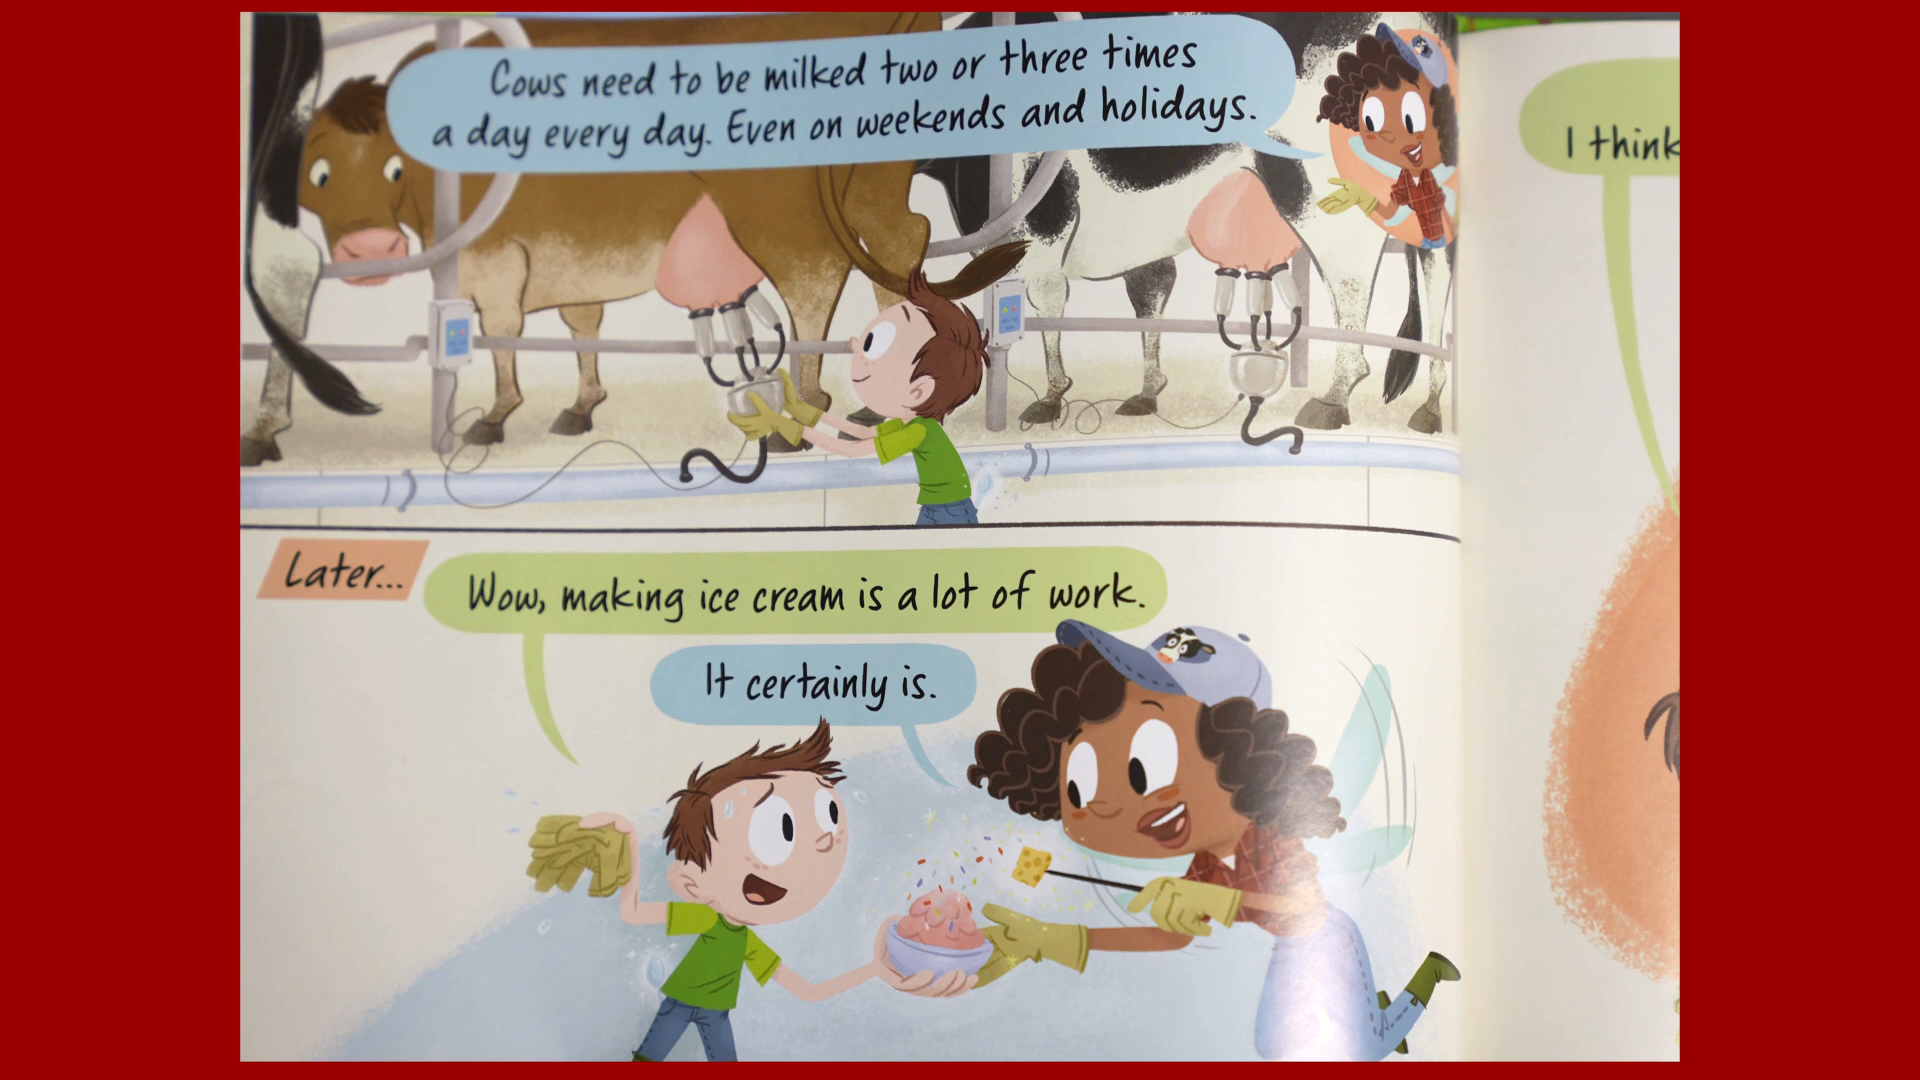 Cows need to be milked two or three times
a day every day. Even on weekends and holidays.
I think
Later...
Wow, making ice cream is a lot of work.
It certainly is.